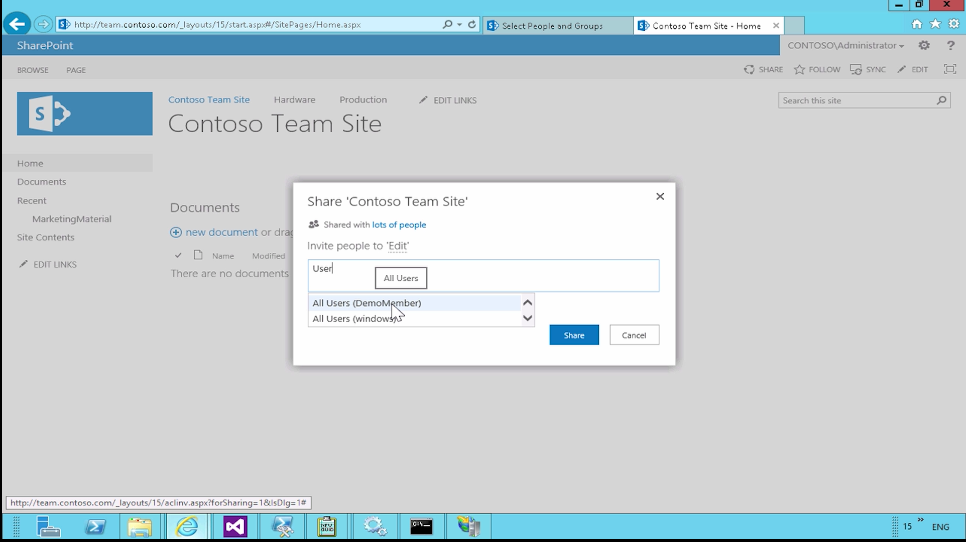 http://team.contoso.com/_layouts/15/start.aspx#/SitePages/Home.aspx
Select People and Groups
Contoso Team Site - Home
SharePoint
CONTOSO\Administrator
?
BROWSE
PAGE
SHARE
FOLLOW
SYNC
EDIT
S
Contoso Team Site
Hardware
Production
EDIT LINKS
Search this site
Contoso Team Site
Home
Documents
Recent
MarketingMaterial
Site Contents
EDIT LINKS
Documents
new document or drag
Name
Modified
There are no documents
Share 'Contoso Team Site'
Shared with lots of people
Invite people to 'Edit'
User
All Users
All Users (DemoMember)
All Users (windows)
Share
Cancel
http://team.contoso.com/_layouts/15/aclinv.aspx?forSharing=1&IsDlg=1#
15
ENG